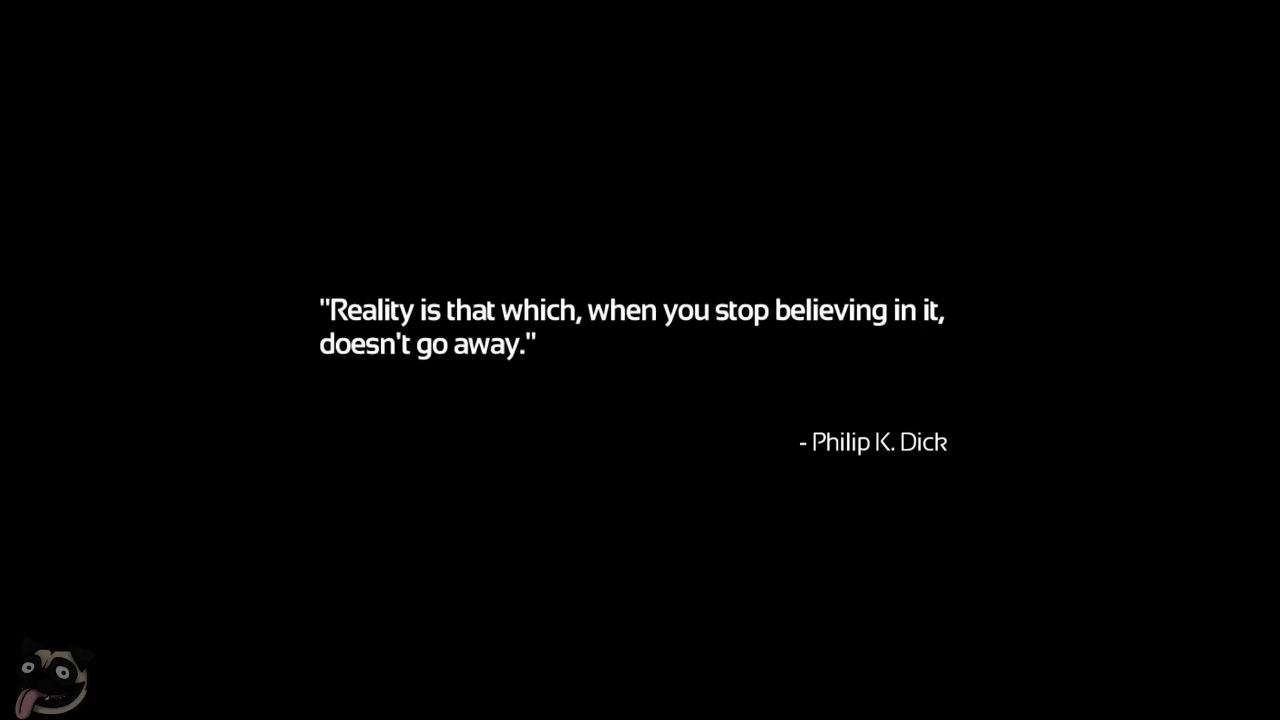 "Reality is that which, when you stop believing in it,
doesn't go away."
- Philip K. Dick